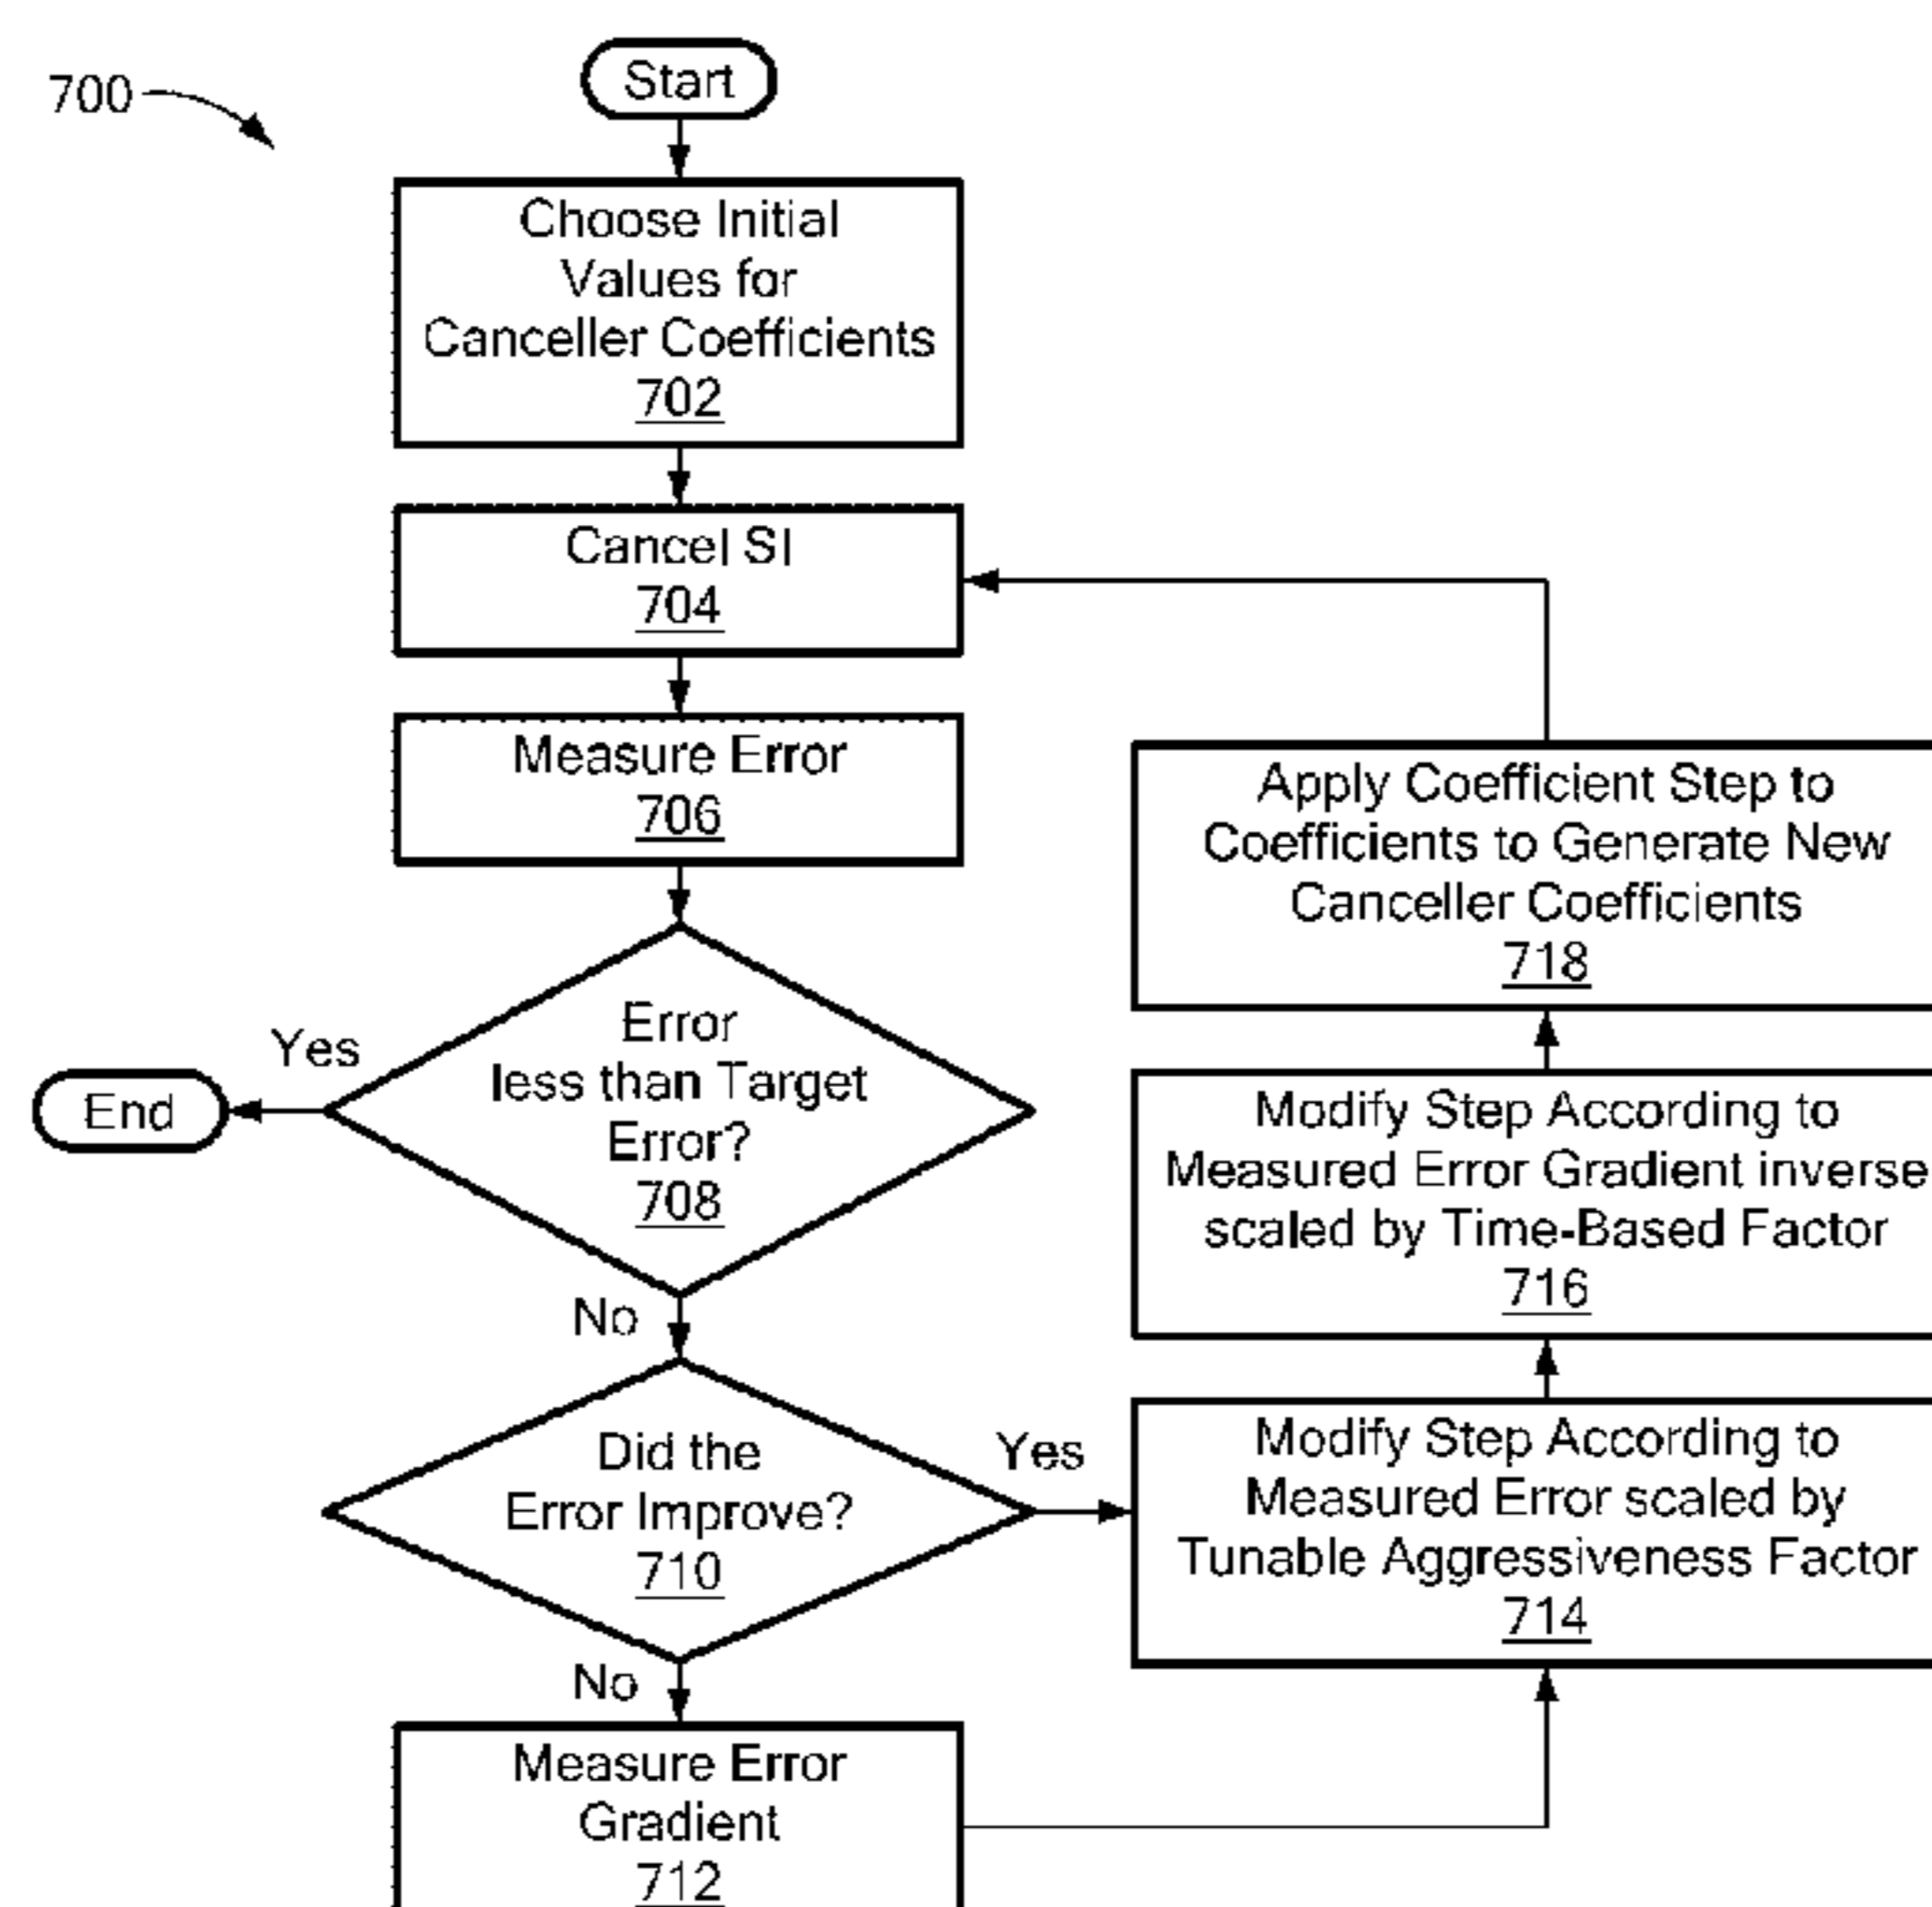 700
Start
Choose Initial
Values for
Canceller Coefficients
702
Cancel SI
704
Measure Error
706
Error
less than Target
Error?
708
Yes
End
No
Did the
Error Improve?
710
Yes
No
Measure Error
Gradient
712
Modify Step According to
Measured Error scaled by
Tunable Aggressiveness Factor
714
Modify Step According to
Measured Error Gradient inverse
scaled by Time-Based Factor
716
Apply Coefficient Step to
Coefficients to Generate New
Canceller Coefficients
718